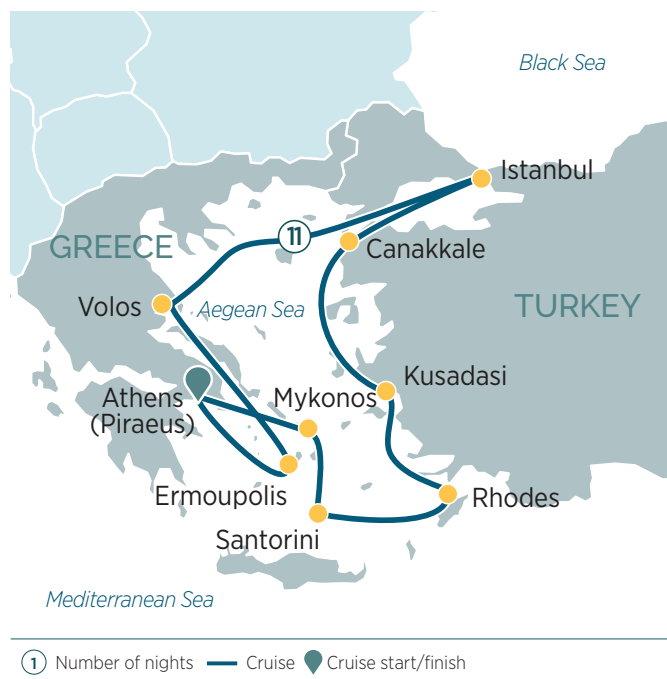 Black Sea
Istanbul
GREECE
11
Canakkale
Volos
Aegean Sea
TURKEY
Kusadasi
Athens
(Piraeus)
Mykonos
Ermoupolis
Rhodes
Santorini
Mediterranean Sea
1 Number of nights Cruise Cruise start/finish